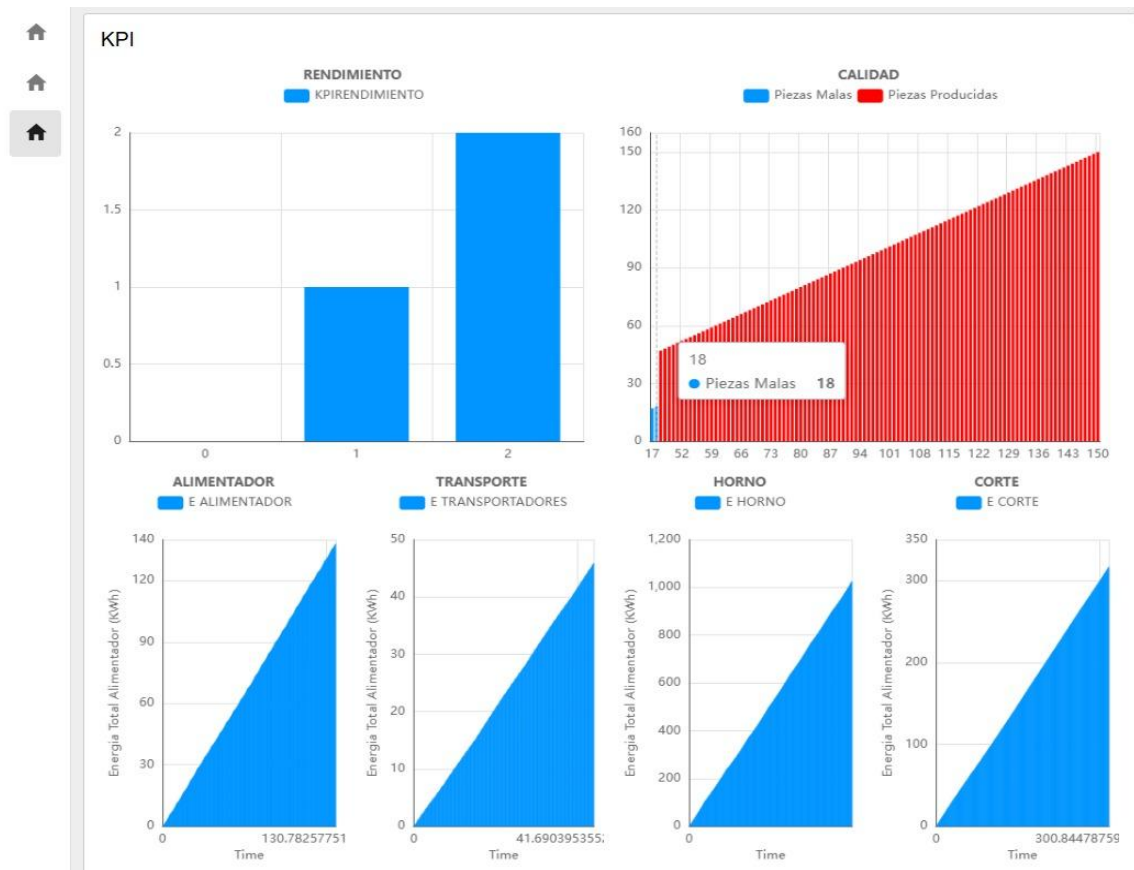 KPI
RENDIMIENTO
KPIRENDIMIENTO
2
1.5
1
0.5
0
0 1 2
CALIDAD
Piezas Malas Piezas Producidas
160
150
120
90
60
30
0
18
Piezas Malas 18
17 52 59 66 73 80 87 94 101 108 115 122 129 136 143 150
ALIMENTADOR
E ALIMENTADOR
Energia Total Alimentador (KWh)
140
120
90
60
30
0
0 130.78257751
Time
TRANSPORTE
E TRANSPORTADORES
Energia Total Alimentador (KWh)
50
40
30
20
10
0
0 41.6903953552
Time
HORNO
E HORNO
Energia Total Alimentador (KWh)
1,200
1,000
800
600
400
200
0
0
Time
CORTE
E CORTE
Energia Total Alimentador (KWh)
350
300
200
100
0
0 300.84478759
Time